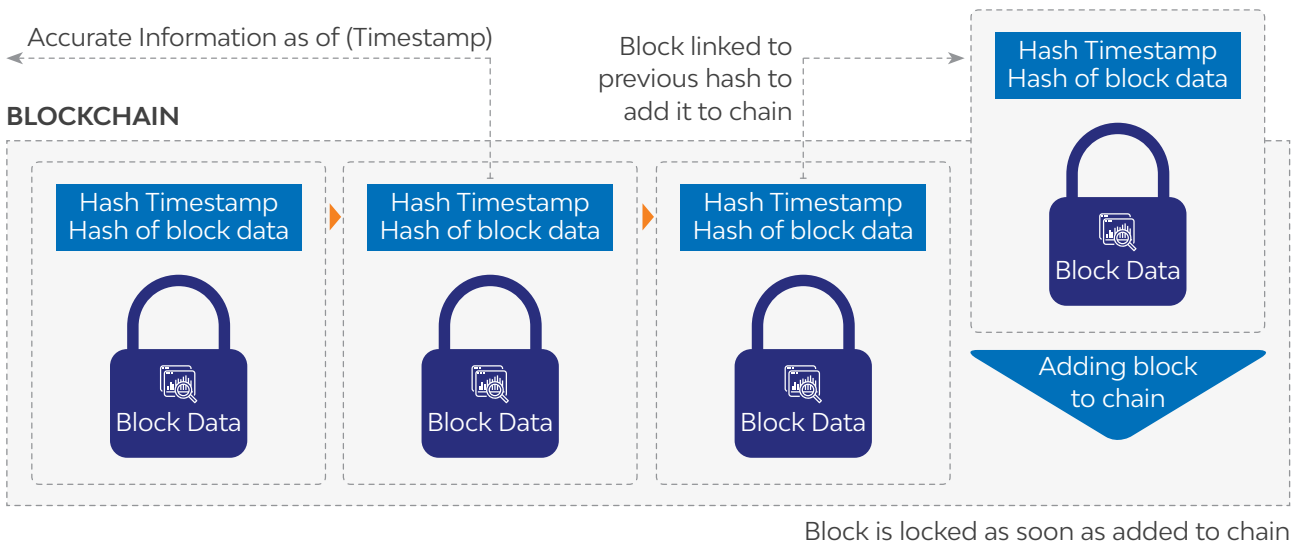 Accurate Information as of (Timestamp)
Block linked to
previous hash to
add it to chain
Hash Timestamp
Hash of block data
Block Data
Adding block
to chain
BLOCKCHAIN
Hash Timestamp
Hash of block data
Block Data
Hash Timestamp
Hash of block data
Block Data
Hash Timestamp
Hash of block data
Block Data
Block is locked as soon as added to chain